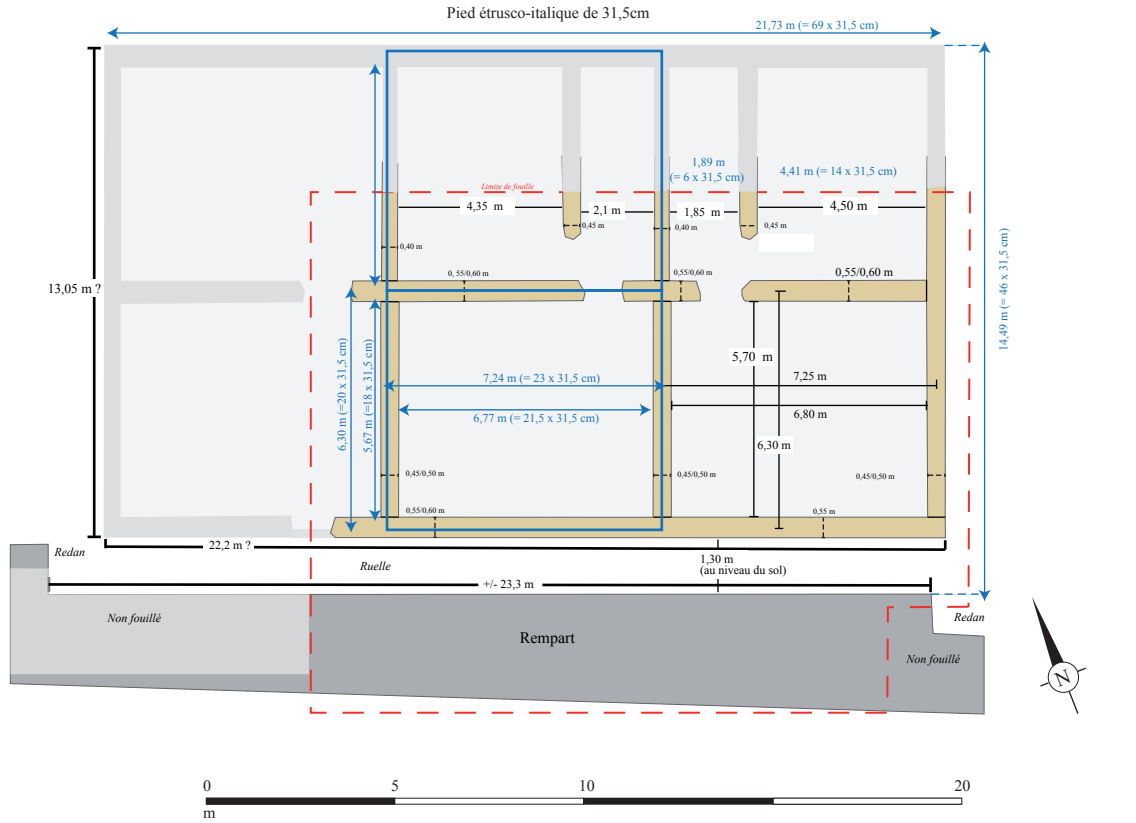 Pied étrusco-italique de 31,5cm
21,73 m (= 69 x 31,5 cm)
1,89 m
(= 6 x 31,5 cm)
4,41 m (= 14 x 31,5 cm)
Limite de fouille
4,35 m
2,1 m
1,85 m
4,50 m
0,45 m
0,40 m
0,45 m
0,40 m
0, 55/0,60 m
0,55/0,60 m
0,55/0,60 m
13,05 m ?
14,49 m (= 46 x 31,5 cm)
6,30 m (=20 x 31,5 cm)
5,67 m (=18 x 31,5 cm)
5,70 m
7,24 m (= 23 x 31,5 cm)
7,25 m
6,77 m (= 21,5 x 31,5 cm)
6,80 m
6,30 m
0,45/0,50 m
0,45/0,50 m
0,45/0,50 m
0,55/0,60 m
0,55 m
22,2 m ?
Redan
Ruelle
1,30 m
(au niveau du sol)
+/- 23,3 m
Non fouillé
Redan
Rempart
Non fouillé
N
0
5
10
20
m